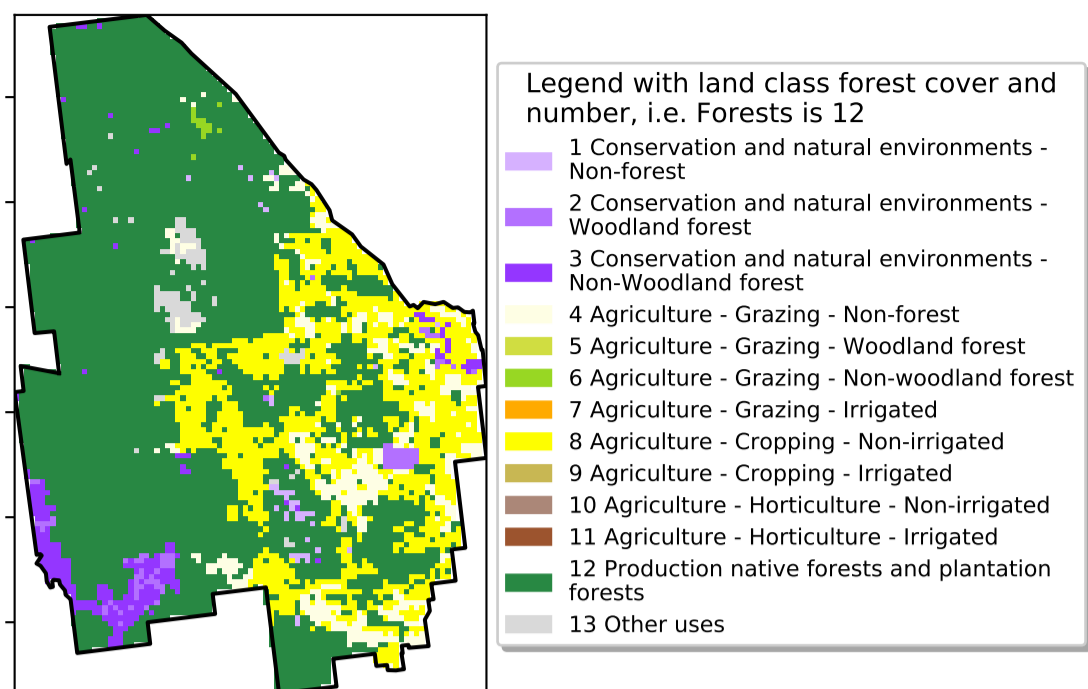 Legend with land class forest cover and
number, i.e. Forests is 12
1 Conservation and natural environments -
Non-forest
2 Conservation and natural environments -
Woodland forest
3 Conservation and natural environments -
Non-Woodland forest
4 Agriculture - Grazing - Non-forest
5 Agriculture - Grazing - Woodland forest
6 Agriculture - Grazing - Non-woodland forest
7 Agriculture - Grazing - Irrigated
8 Agriculture - Cropping - Non-irrigated
9 Agriculture - Cropping - Irrigated
10 Agriculture - Horticulture - Non-irrigated
11 Agriculture - Horticulture - Irrigated
12 Production native forests and plantation
forests
13 Other uses